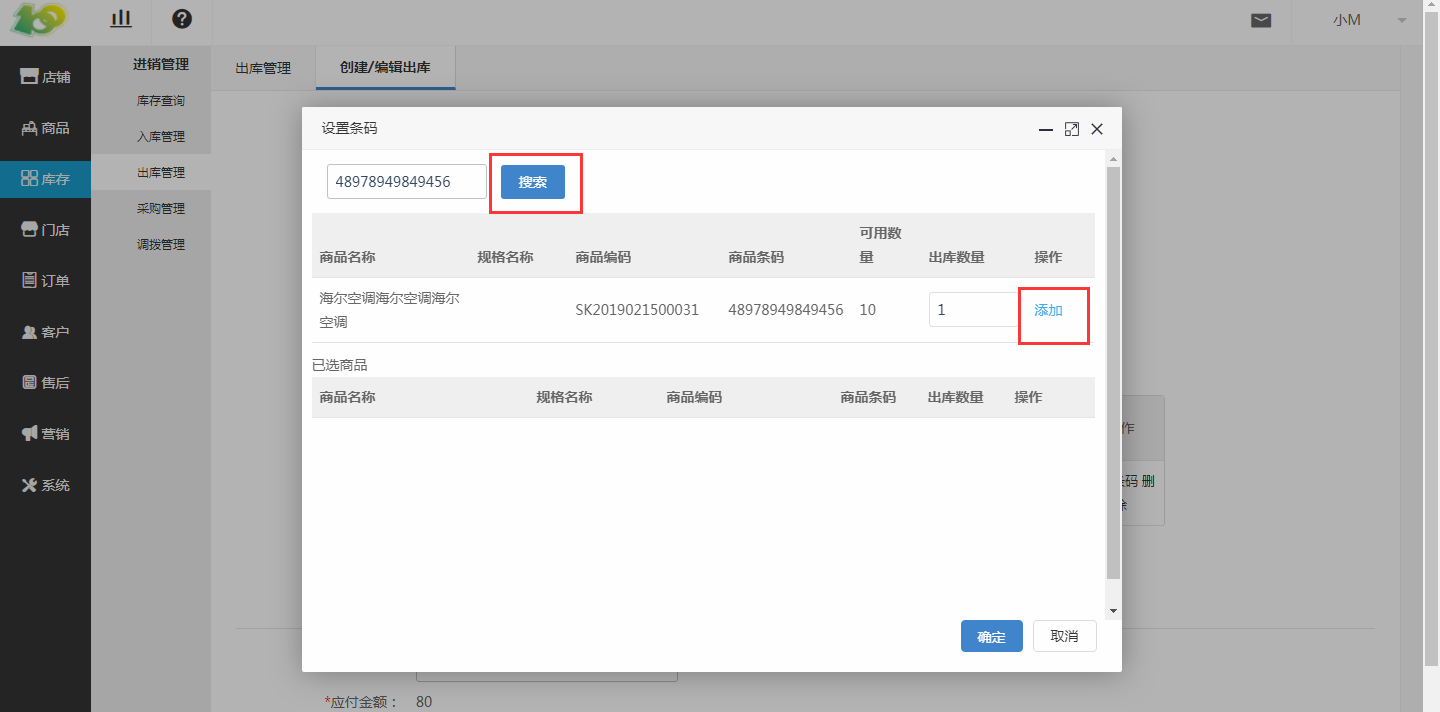 小M
店铺
商品
库存
门店
订单
客户
售后
营销
系统
进销管理
库存查询
入库管理
出库管理
采购管理
调拨管理
出库管理
创建/编辑出库
设置条码
48978949849456
搜索
商品名称 规格名称 商品编码 商品条码 可用数
量 出库数量 操作
海尔空调海尔空调海尔
空调 SK2019021500031 48978949849456 10 1 添加
已选商品
商品名称 规格名称 商品编码 商品条码 出库数量 操作
确定 取消
作
码 删
*应付金额： 80